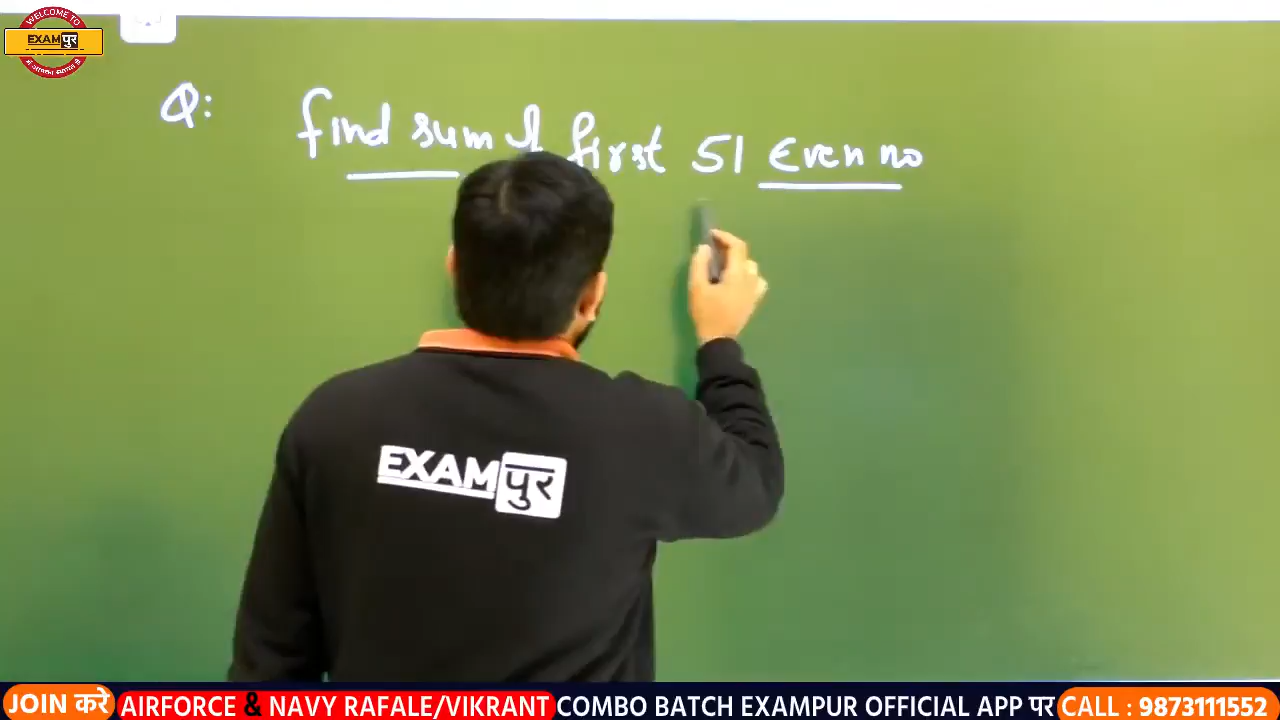 WELCOME TO
EXAMपुर
Q: find sum of first 51 Even no
EXAMपुर
JOIN करे AIRFORCE & NAVY RAFALE/VIKRANT COMBO BATCH EXAMPUR OFFICIAL APP पर CALL : 9873111552